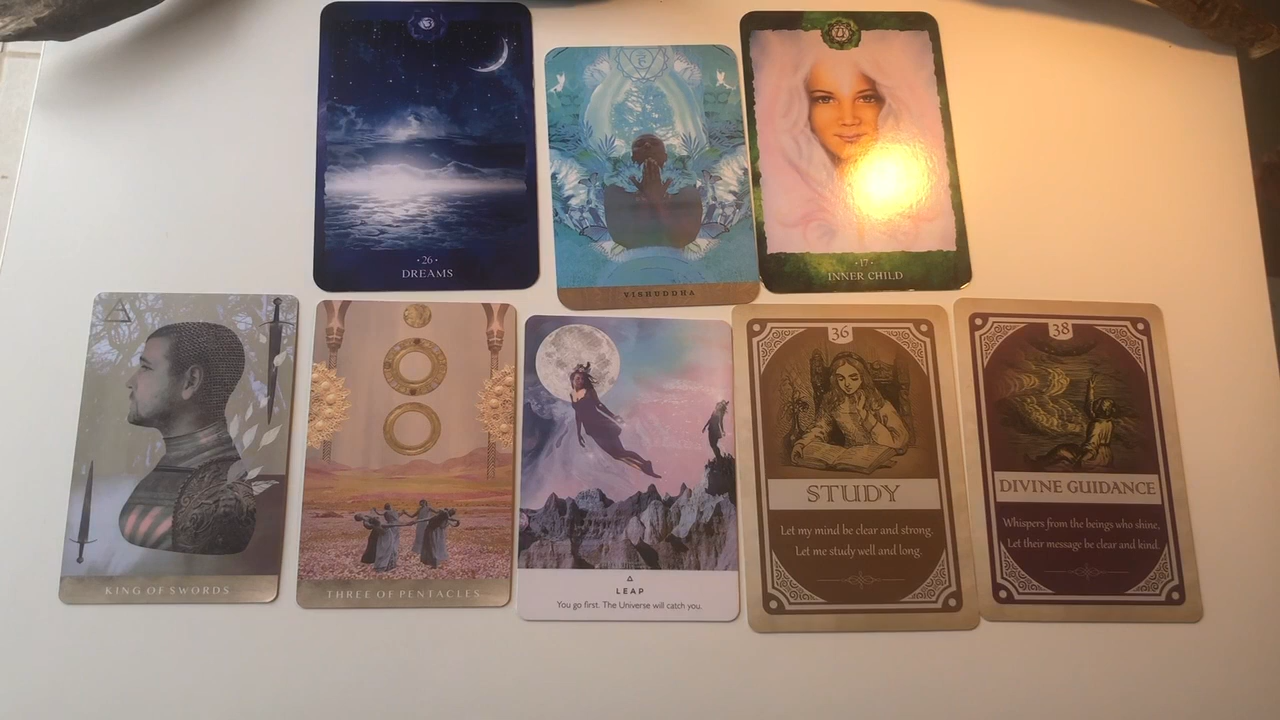 ·26·
DREAMS
VISHUDDHA
·17·
INNER CHILD
KING OF SWORDS
THREE OF PENTACLES
LEAP
You go first. The Universe will catch you.
36
STUDY
Let my mind be clear and strong.
Let me study well and long.
38
DIVINE GUIDANCE
Whispers from the beings who shine,
Let their message be clear and kind.